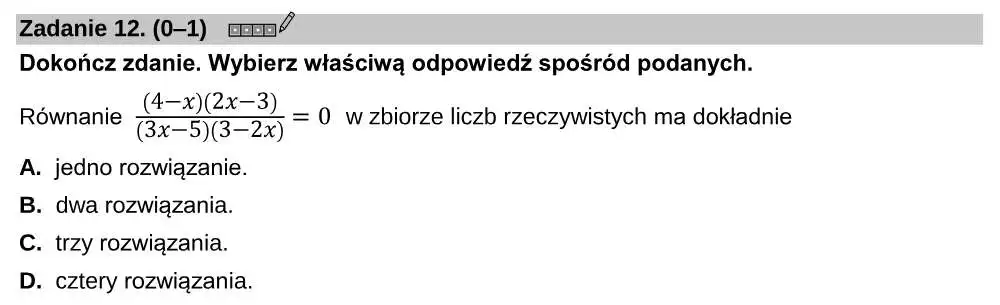 Zadanie 12. (0–1)
Dokończ zdanie. Wybierz właściwą odpowiedź spośród podanych.
Równanie (4−x)(2x−3)/(3x−5)(3−2x) = 0 w zbiorze liczb rzeczywistych ma dokładnie
A. jedno rozwiązanie.
B. dwa rozwiązania.
C. trzy rozwiązania.
D. cztery rozwiązania.